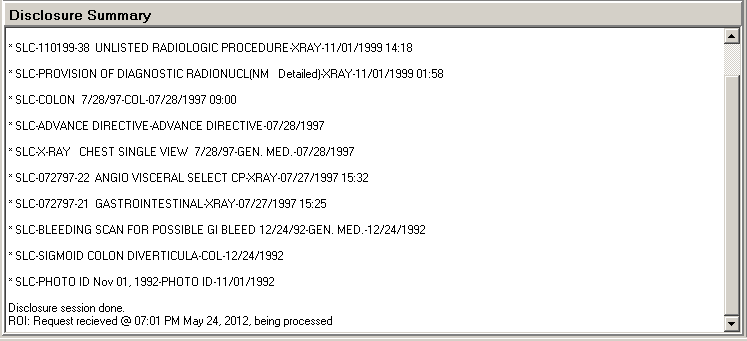 Disclosure Summary
* SLC-110199-38 UNLISTED RADIOLOGIC PROCEDURE-XRAY-11/01/1999 14:18
* SLC-PROVISION OF DIAGNOSTIC RADIONUCL(NM Detailed)-XRAY-11/01/1999 01:58
* SLC-COLON 7/28/97-COL-07/28/1997 09:00
* SLC-ADVANCE DIRECTIVE-ADVANCE DIRECTIVE-07/28/1997
* SLC-X-RAY CHEST SINGLE VIEW 7/28/97-GEN. MED.-07/28/1997
* SLC-072797-22 ANGIO VISCERAL SELECT CP-XRAY-07/27/1997 15:32
* SLC-072797-21 GASTROINTESTINAL-XRAY-07/27/1997 15:25
* SLC-BLEEDING SCAN FOR POSSIBLE GI BLEED 12/24/92-GEN. MED.-12/24/1992
* SLC-SIGMOID COLON DIVERTICULA-COL-12/24/1992
* SLC-PHOTO ID Nov 01, 1992-PHOTO ID-11/01/1992
Disclosure session done.
ROI: Request recieved @ 07:01 PM May 24, 2012, being processed